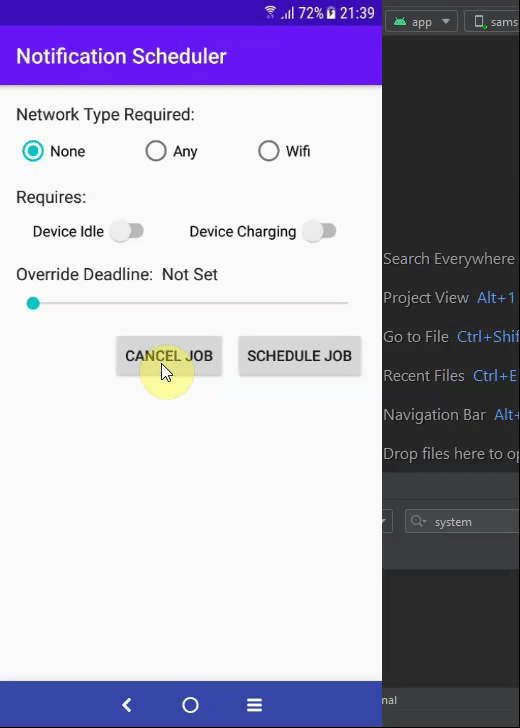 72% 21:39
Notification Scheduler
Network Type Required:
None Any Wifi
Requires:
Device Idle Device Charging
Override Deadline: Not Set
CANCEL JOB SCHEDULE JOB
app sams
Search Everywhere
Project View Alt+1
Go to File Ctrl+Shif
Recent Files Ctrl+E
Navigation Bar Alt+
Drop files here to op
system
nal